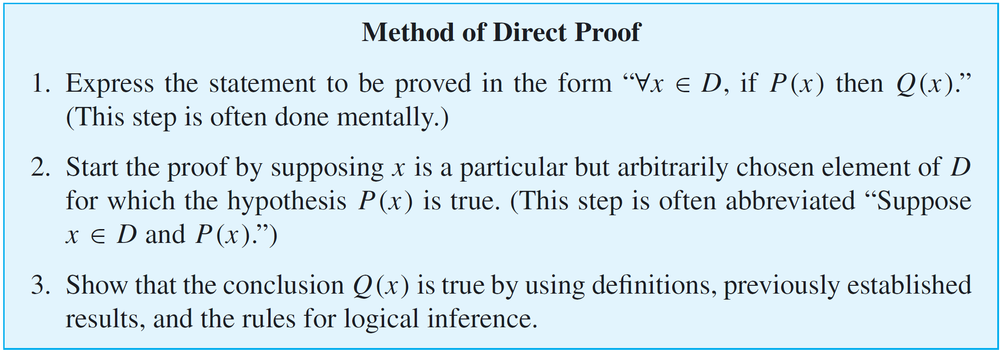 Method of Direct Proof
1. Express the statement to be proved in the form “∀x ∈ D, if P(x) then Q(x).”
(This step is often done mentally.)
2. Start the proof by supposing x is a particular but arbitrarily chosen element of D
for which the hypothesis P(x) is true. (This step is often abbreviated “Suppose
x ∈ D and P(x).”)
3. Show that the conclusion Q(x) is true by using definitions, previously established
results, and the rules for logical inference.